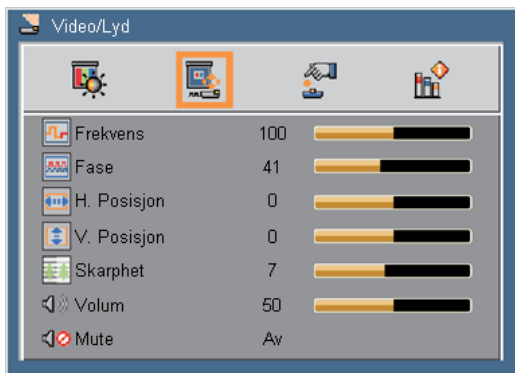 Video/Lyd
Frekvens 100
Fase 41
H. Posisjon 0
V. Posisjon 0
Skarphet 7
Volum 50
Mute Av